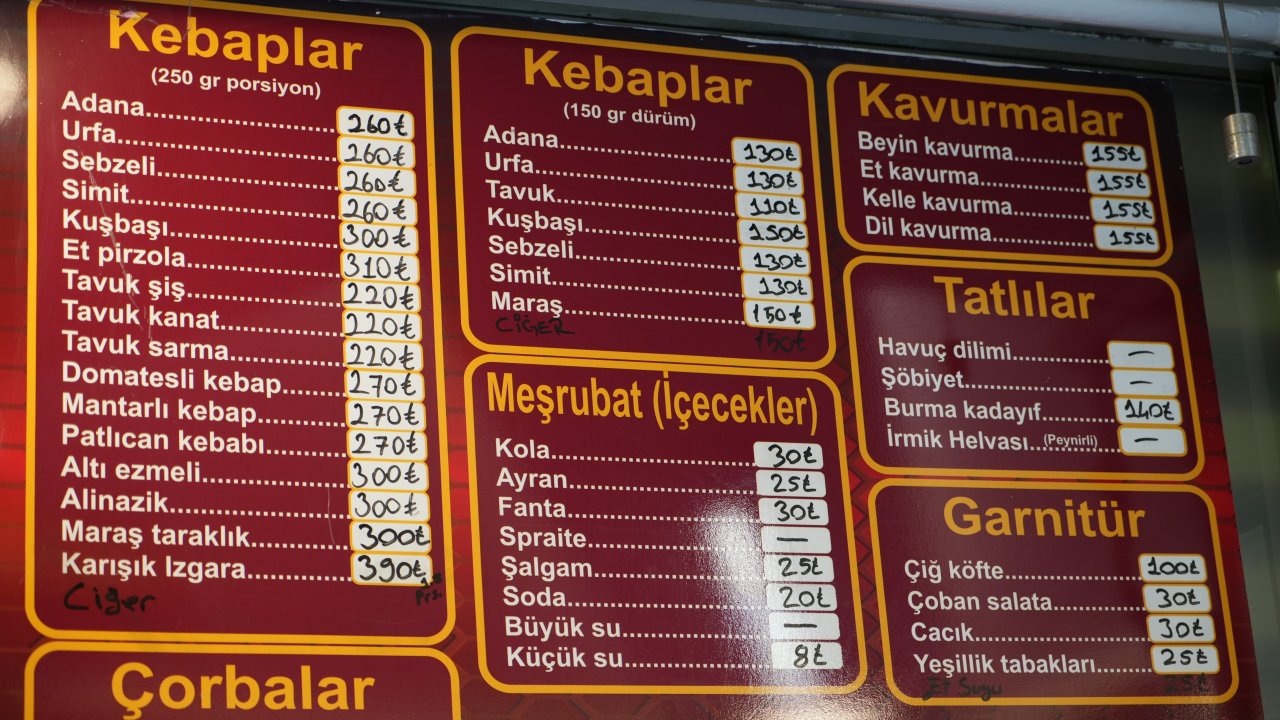 Kebaplar
(250 gr porsiyon)
Adana 260₺
Urfa 260₺
Sebzeli 260₺
Simit 260₺
Kuşbaşı 300₺
Et pirzola 310₺
Tavuk şiş 220₺
Tavuk kanat 220₺
Tavuk sarma 220₺
Domatesli kebap 270₺
Mantarlı kebap 270₺
Patlıcan kebabı 270₺
Altı ezmeli 300₺
Alinazik 300₺
Maraş taraklık 300₺
Karışık Izgara 390₺
Ciğer
Prs.
Çorbalar
Kebaplar
(150 gr dürüm)
Adana 130₺
Urfa 130₺
Tavuk 110₺
Kuşbaşı 150₺
Sebzeli 130₺
Simit 130₺
Maraş 150₺
CİĞER 150₺
Meşrubat (İçecekler)
Kola 30₺
Ayran 25₺
Fanta 30₺
Spraite —
Şalgam 25₺
Soda 20₺
Büyük su —
Küçük su 8₺
Kavurmalar
Beyin kavurma 155₺
Et kavurma 155₺
Kelle kavurma 155₺
Dil kavurma 155₺
Tatlılar
Havuç dilimi —
Şöbiyet —
Burma kadayıf 140₺
İrmik Helvası (Peynirli) —
Garnitür
Çiğ köfte 100₺
Çoban salata 30₺
Cacık 30₺
Yeşillik tabakları 25₺
Et Suyu